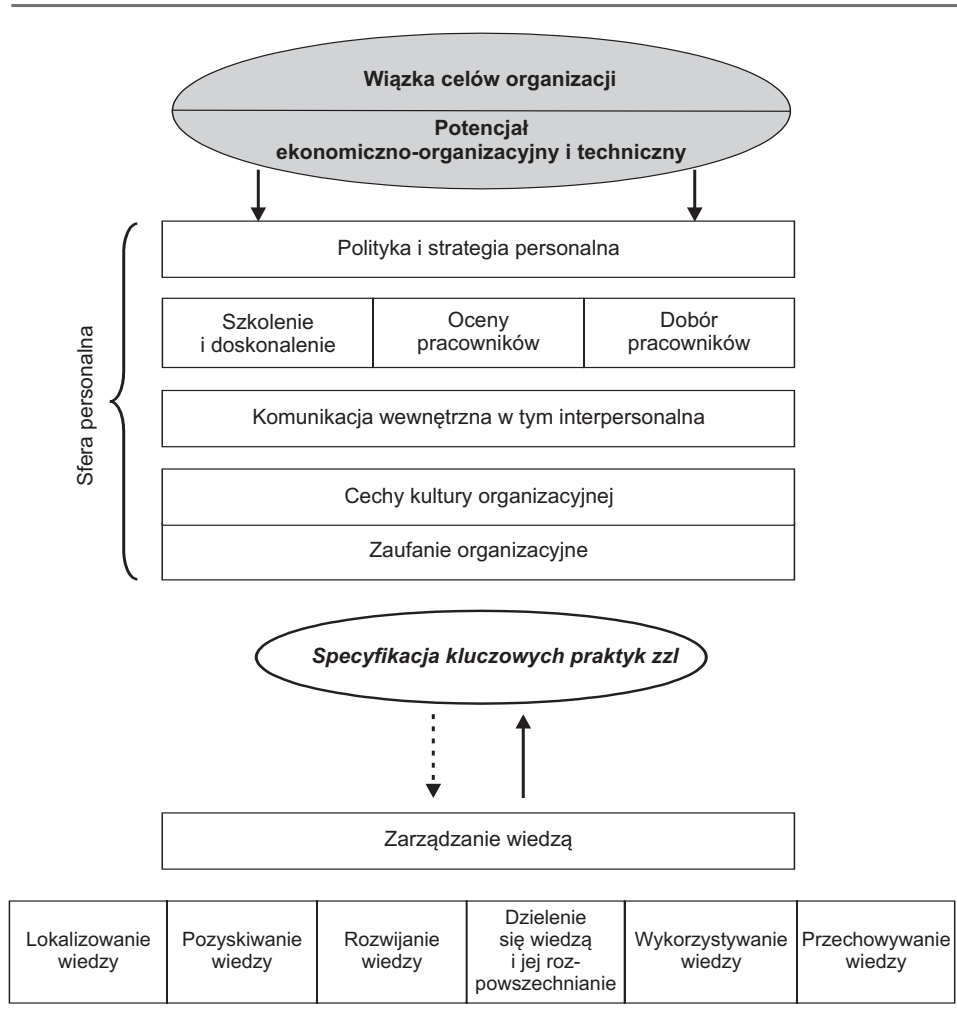 Wiązka celów organizacji
Potencjał
ekonomiczno-organizacyjny i techniczny
Sfera personalna
Polityka i strategia personalna
Szkolenie
i doskonalenie
Oceny
pracowników
Dobór
pracowników
Komunikacja wewnętrzna w tym interpersonalna
Cechy kultury organizacyjnej
Zaufanie organizacyjne
Specyfikacja kluczowych praktyk zzl
Zarządzanie wiedzą
Lokalizowanie
wiedzy
Pozyskiwanie
wiedzy
Rozwijanie
wiedzy
Dzielenie
się wiedzą
i jej roz-
powszechnianie
Wykorzystywanie
wiedzy
Przechowywanie
wiedzy